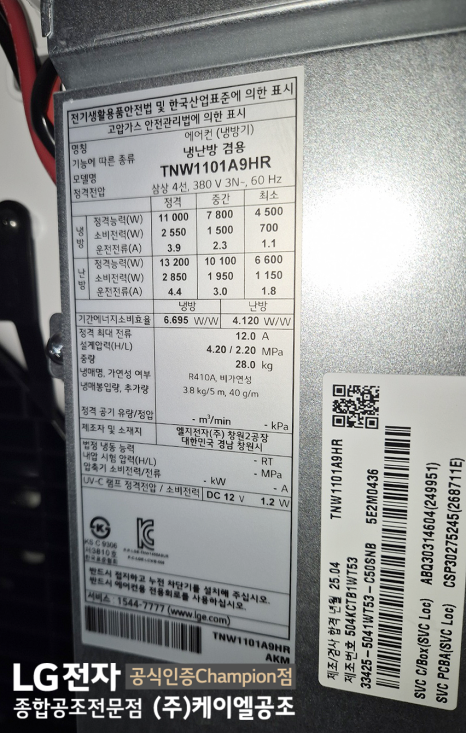 전기생활용품안전법 및 한국산업표준에 의한 표시
고압가스 안전관리법에 의한 표시
명칭 에어컨 (냉방기)
기능에 따른 종류 냉난방 겸용
모델명 TNW1101A9HR
정격전압 삼상 4선, 380 V 3N~, 60 Hz
정격 중간 최소
냉방 정격능력(W) 11 000 7 800 4 500
소비전력(W) 2 550 1 500 700
운전전류(A) 3.9 2.3 1.1
난방 정격능력(W) 13 200 10 100 6 600
소비전력(W) 2 850 1 950 1 150
운전전류(A) 4.4 3.0 1.8
냉방 난방
기간에너지소비효율 6.695 W/W 4.120 W/W
정격 최대 전류 12.0 A
설계압력(H/L) 4.20 / 2.20 MPa
중량 28.0 kg
냉매명, 가연성 여부 R410A, 비가연성
냉매봉입량, 추가량 3.8 kg/5 m, 40 g/m
정격 공기 유량/정압 - m³/min - kPa
제조자 및 소재지 엘지전자(주) 창원2공장
대한민국 경남 창원시
법정 냉동 능력 - RT
내압 시험 압력(H/L) - MPa
압축기 소비전력/전류 - kW - A
UV-C 램프 정격전압 / 소비전력 DC 12 V 1.2 W
KS C 9306
한국표준협회
반드시 접지하고 누전 차단기를 설치해 주십시오.
반드시 에어컨용 전용회로를 사용하십시오.
서비스 1544-7777 (www.lge.com)
TNW1101A9HR
AKM
TNW1101A9HR
5E2M0436
제조/검사 합격 년월 25.04
제조번호 504KCTB1W753
33425-5041W753-C50SNB
SVC C/Box(SVC Loc) ABQ30314604(249951)
SVC PCBA(SVC Loc) CSP30275245(268711E)
LG전자 공식인증Champion점
종합공조전문점 (주)케이엘공조